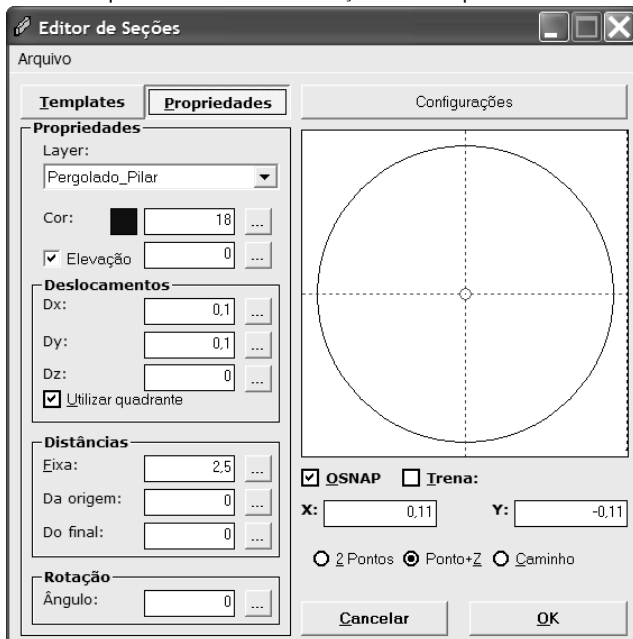 Editor de Seções
Arquivo
Templates
Propriedades
Configurações
Propriedades
Layer:
Pergolado_Pilar
Cor:
18
...
Elevação
0
...
Deslocamentos
Dx:
0,1
...
Dy:
0,1
...
Dz:
0
...
Utilizar quadrante
Distâncias
Fixa:
2,5
...
Da origem:
0
...
Do final:
0
...
Rotação
Ângulo:
0
...
OSNAP
Trena:
X:
0,11
Y:
-0,11
2 Pontos
Ponto+Z
Caminho
Cancelar
OK